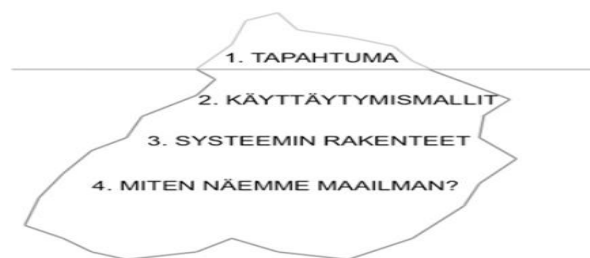 1. TAPAHTUMA
2. KÄYTTÄYTYMISMALLIT
3. SYSTEEMIN RAKENTEET
4. MITEN NÄEMME MAAILMAN?